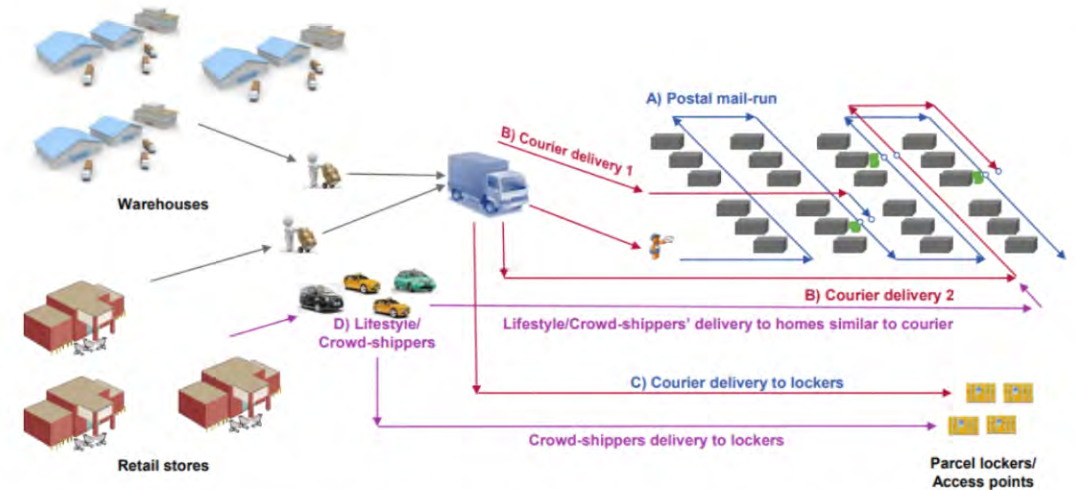 A) Postal mail-run
B) Courier delivery 1
Warehouses
B) Courier delivery 2
D) Lifestyle/
Crowd-shippers
Lifestyle/Crowd-shippers' delivery to homes similar to courier
C) Courier delivery to lockers
Crowd-shippers delivery to lockers
Retail stores
Parcel lockers/
Access points